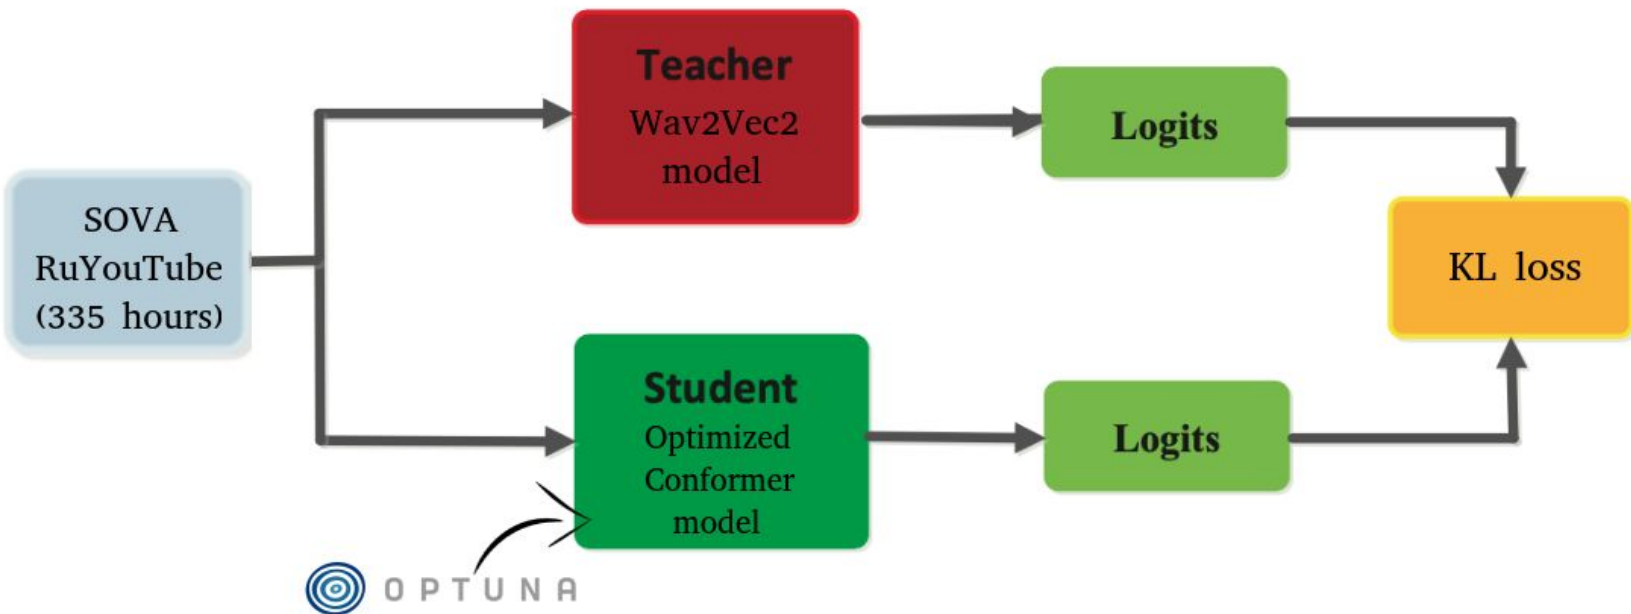 SOVA
RuYouTube
(335 hours)
Teacher
Wav2Vec2
model
Logits
KL loss
Student
Optimized
Conformer
model
Logits
OPTUNA